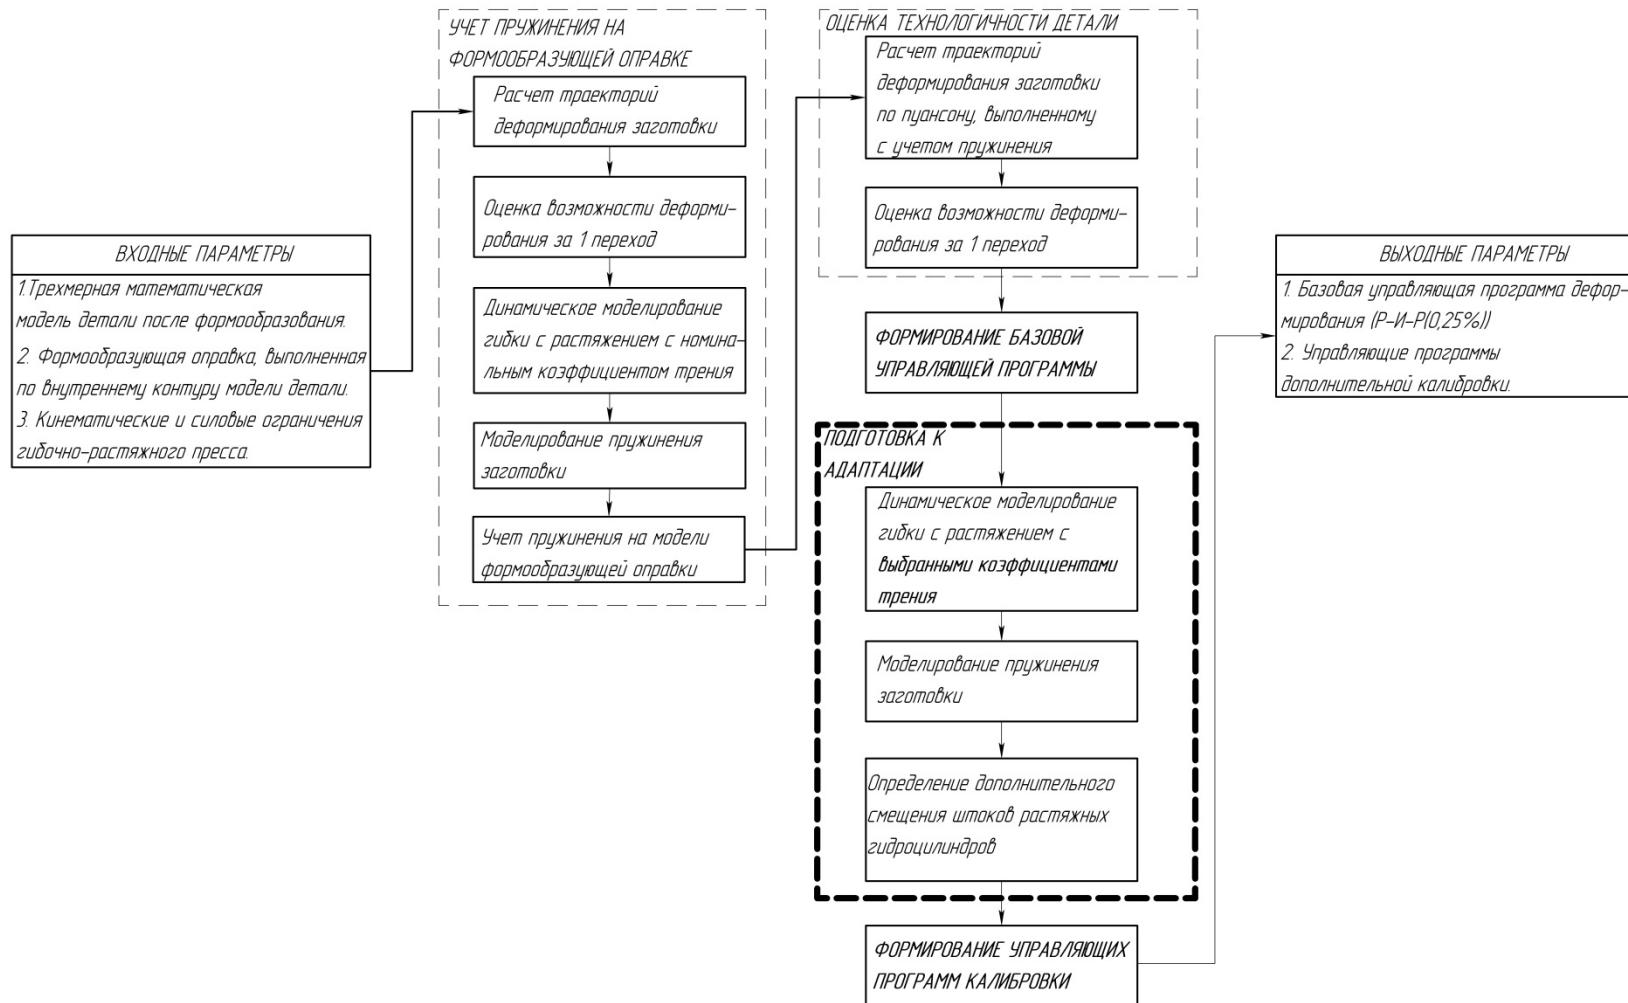 ВХОДНЫЕ ПАРАМЕТРЫ
1.Трехмерная математическая
модель детали после формообразования.
2. Формообразующая оправка, выполненная
по внутреннему контуру модели детали.
3. Кинематические и силовые ограничения
гибочно-растяжного пресса.
УЧЕТ ПРУЖИНЕНИЯ НА
ФОРМООБРАЗУЮЩЕЙ ОПРАВКЕ
Расчет траекторий
деформирования заготовки
Оценка возможности деформи-
рования за 1 переход
Динамическое моделирование
гибки с растяжением с номина-
льным коэффициентом трения
Моделирование пружинения
заготовки
Учет пружинения на модели
формообразующей оправки
ОЦЕНКА ТЕХНОЛОГИЧНОСТИ ДЕТАЛИ
Расчет траекторий
деформирования заготовки
по пуансону, выполненному
с учетом пружинения
Оценка возможности деформи-
рования за 1 переход
ФОРМИРОВАНИЕ БАЗОВОЙ
УПРАВЛЯЮЩЕЙ ПРОГРАММЫ
ПОДГОТОВКА К
АДАПТАЦИИ
Динамическое моделирование
гибки с растяжением с
выбранными коэффициентами
трения
Моделирование пружинения
заготовки
Определение дополнительного
смещения штоков растяжных
гидроцилиндров
ФОРМИРОВАНИЕ УПРАВЛЯЮЩИХ
ПРОГРАММ КАЛИБРОВКИ
ВЫХОДНЫЕ ПАРАМЕТРЫ
1. Базовая управляющая программа дефор-
мирования (Р-И-Р(0,25%))
2. Управляющие программы
дополнительной калибровки.